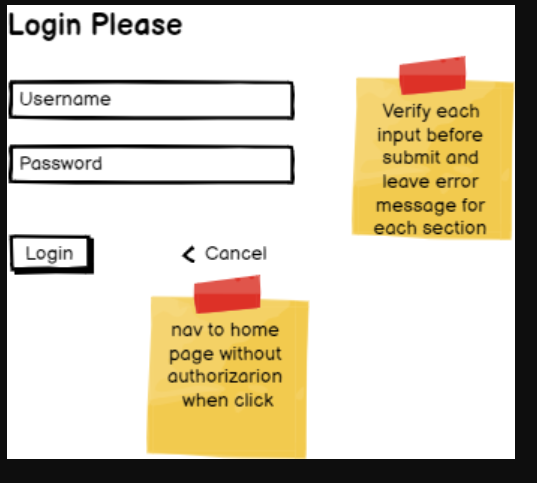 Login Please
Username
Password
Login
Cancel
Verify each
input before
submit and
leave error
message for
each section
nav to home
page without
authorizarion
when click